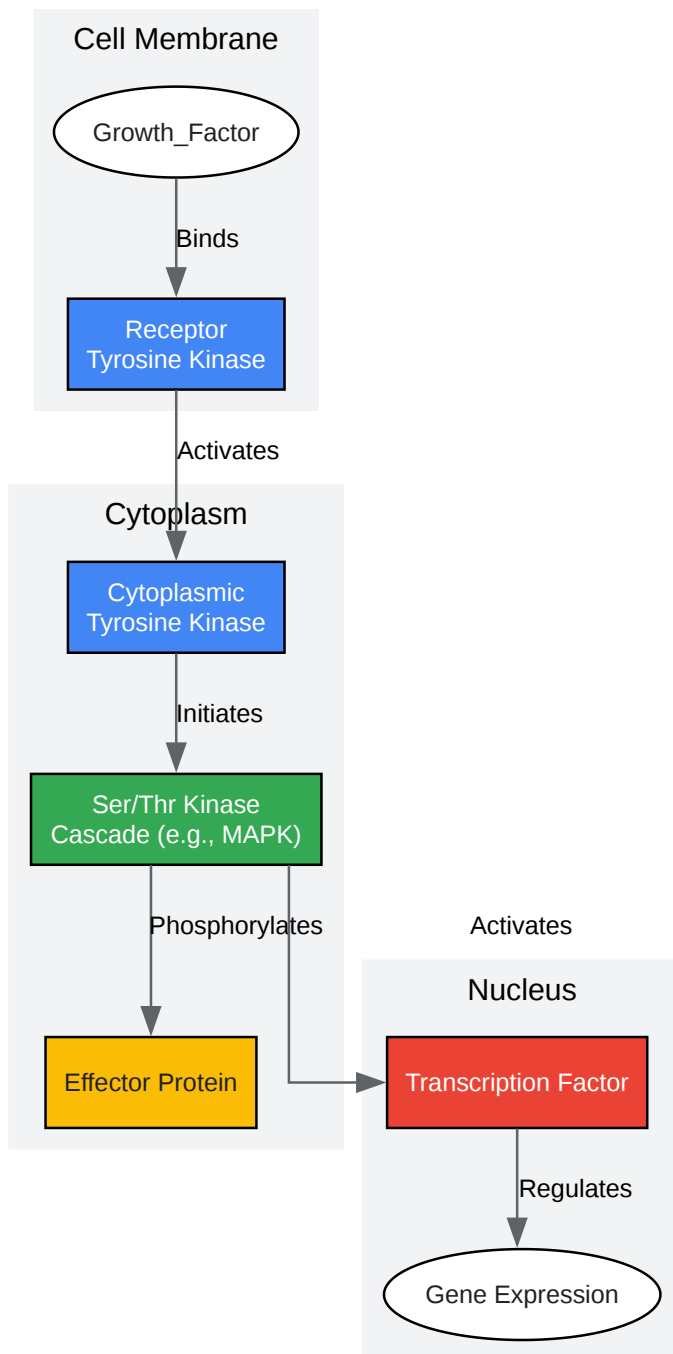 Cell Membrane
Growth_Factor
Binds
Receptor
Tyrosine Kinase
Activates
Cytoplasm
Cytoplasmic
Tyrosine Kinase
Initiates
Ser/Thr Kinase
Cascade (e.g., MAPK)
Phosphorylates
Activates
Nucleus
Effector Protein
Transcription Factor
Regulates
Gene Expression